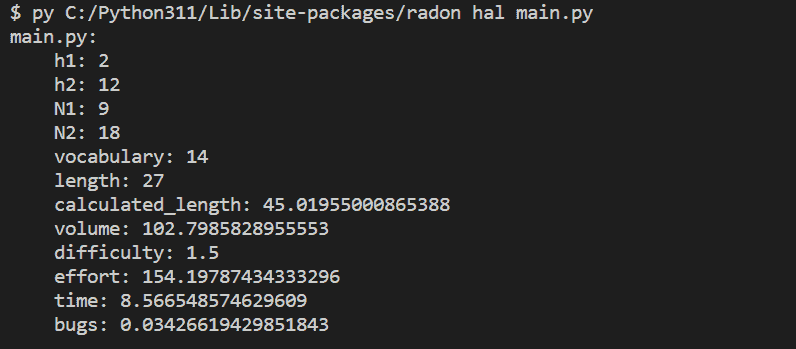 $ py C:/Python311/Lib/site-packages/radon hal main.py
main.py:
    h1: 2
    h2: 12
    N1: 9
    N2: 18
    vocabulary: 14
    length: 27
    calculated_length: 45.01955000865388
    volume: 102.7985828955553
    difficulty: 1.5
    effort: 154.19787434333296
    time: 8.566548574629609
    bugs: 0.03426619429851843